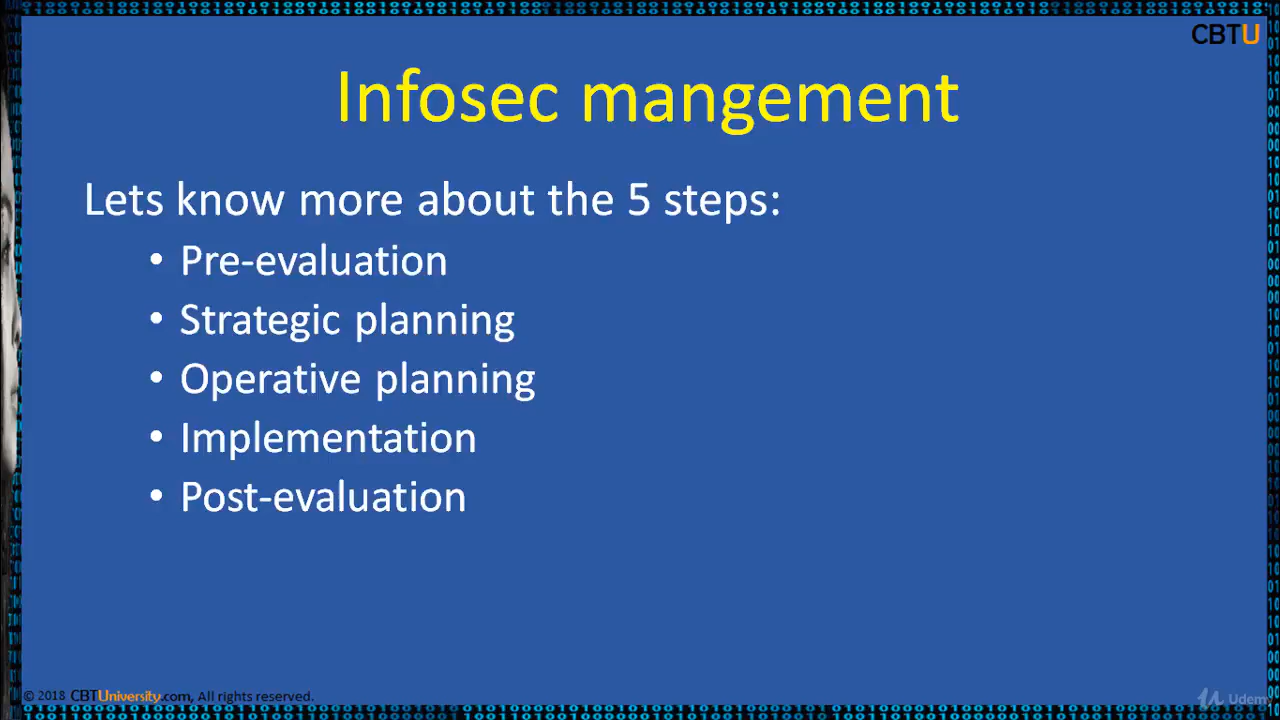 CBTU
Infosec mangement
Lets know more about the 5 steps:
• Pre-evaluation
• Strategic planning
• Operative planning
• Implementation
• Post-evaluation
© 2018 CBTUniversity.com, All rights reserved.
Udemy